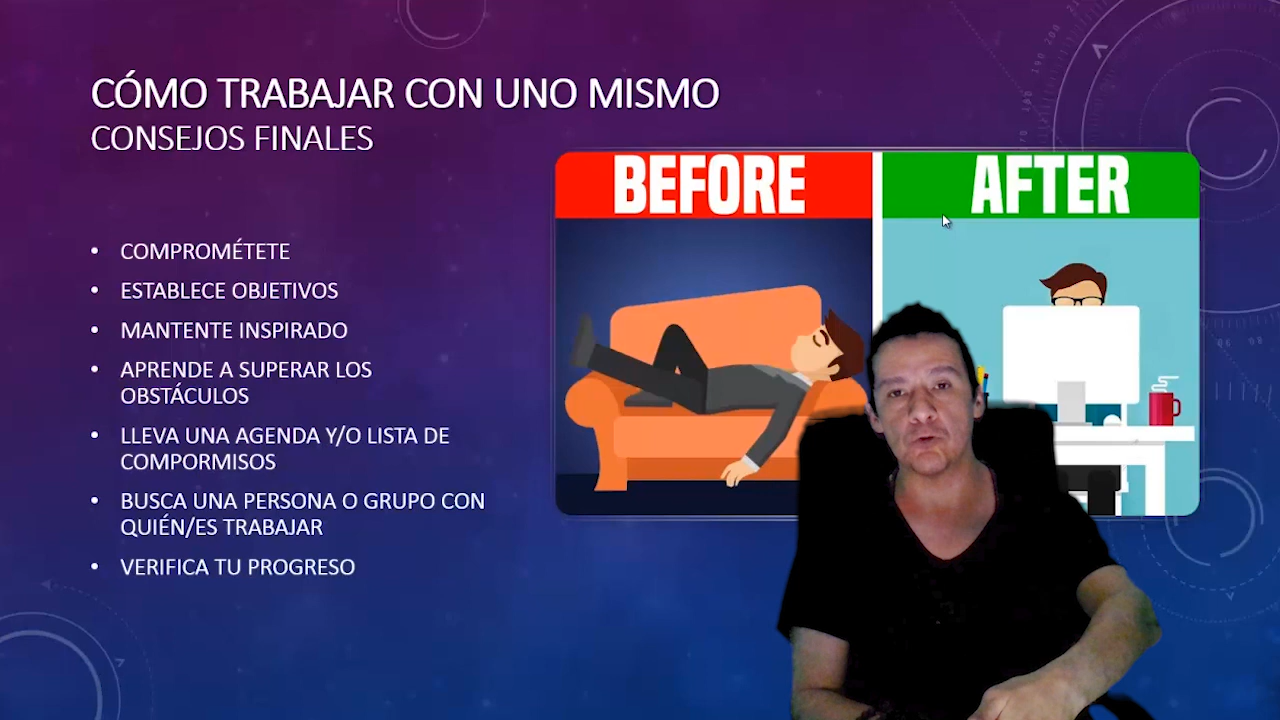 CÓMO TRABAJAR CON UNO MISMO
CONSEJOS FINALES
BEFORE
AFTER
• COMPROMÉTETE
• ESTABLECE OBJETIVOS
• MANTENTE INSPIRADO
• APRENDE A SUPERAR LOS
OBSTÁCULOS
• LLEVA UNA AGENDA Y/O LISTA DE
COMPORMISOS
• BUSCA UNA PERSONA O GRUPO CON
QUIÉN/ES TRABAJAR
• VERIFICA TU PROGRESO